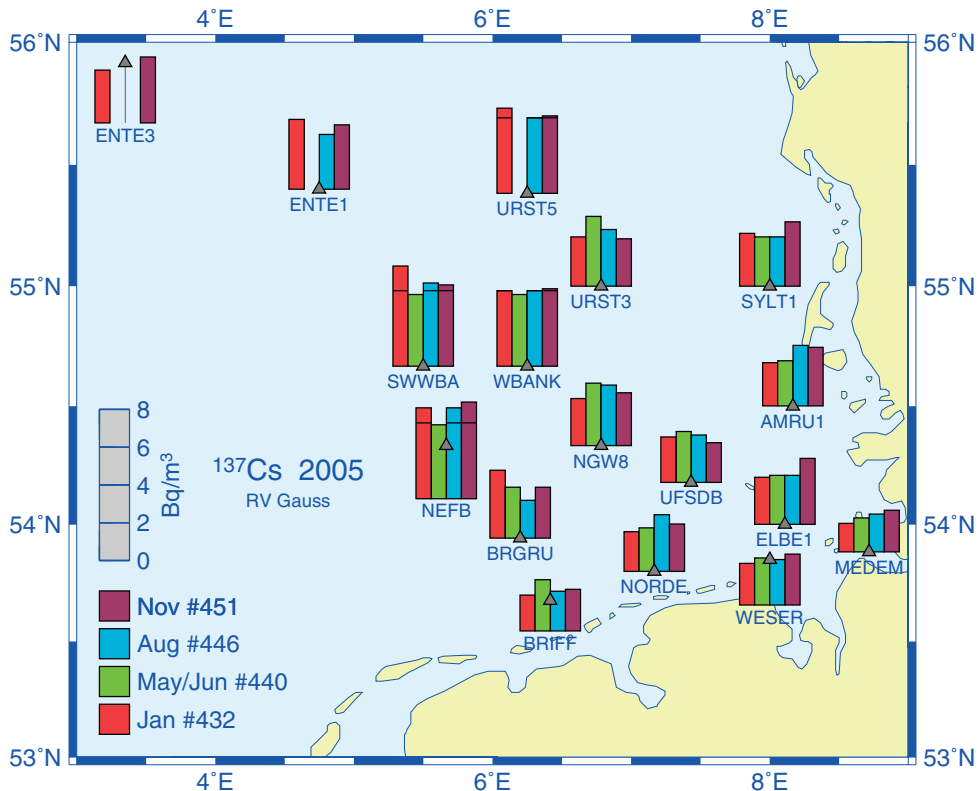 4˚E 6˚E 8˚E
56˚N 56˚N
ENTE3
ENTE1 URST5
URST3 SYLT1
55˚N 55˚N
SWWBA WBANK
AMRU1
8
6
4
2
0
Bq/m³
¹³⁷Cs 2005
RV Gauss
NGW8
UFSDB
NEFB
54˚N 54˚N
BRGRU ELBE1
MEDEM
NORDE
WESER
BRIFF
Nov #451
Aug #446
May/Jun #440
Jan #432
53˚N 53˚N
4˚E 6˚E 8˚E